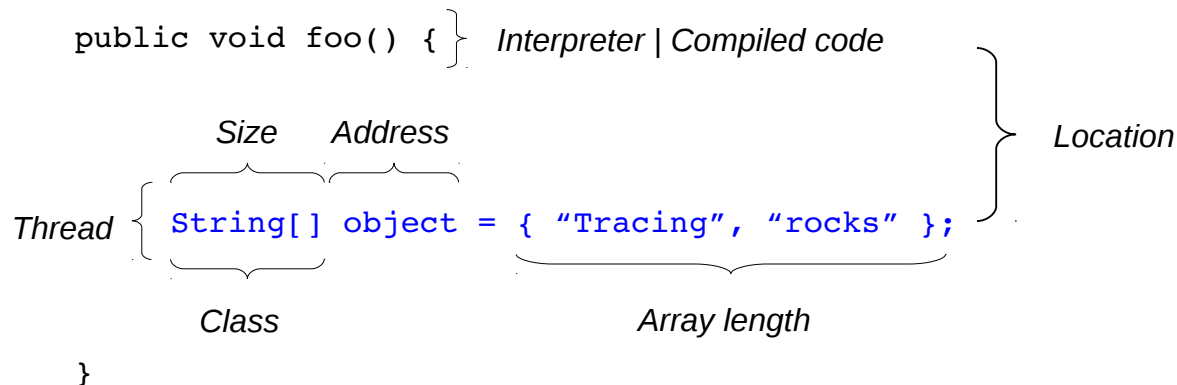 public void foo() { Interpreter | Compiled code
Size Address
Location
Thread String[] object = { “Tracing”, “rocks” };
Class Array length
}